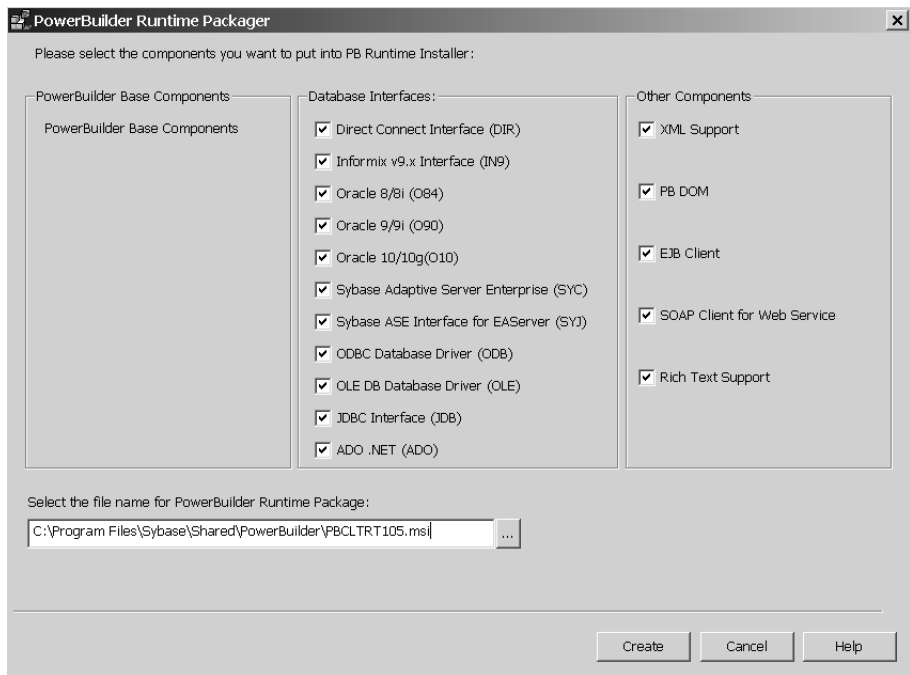 PowerBuilder Runtime Packager
Please select the components you want to put into PB Runtime Installer:
PowerBuilder Base Components
PowerBuilder Base Components
Database Interfaces:
Direct Connect Interface (DIR)
Informix v9.x Interface (IN9)
Oracle 8/8i (O84)
Oracle 9/9i (O90)
Oracle 10/10g(O10)
Sybase Adaptive Server Enterprise (SYC)
Sybase ASE Interface for EAServer (SYJ)
ODBC Database Driver (ODB)
OLE DB Database Driver (OLE)
JDBC Interface (JDB)
ADO .NET (ADO)
Other Components
XML Support
PB DOM
EJB Client
SOAP Client for Web Service
Rich Text Support
Select the file name for PowerBuilder Runtime Package:
C:\Program Files\Sybase\Shared\PowerBuilder\PBCLTRT105.msi
...
Create
Cancel
Help